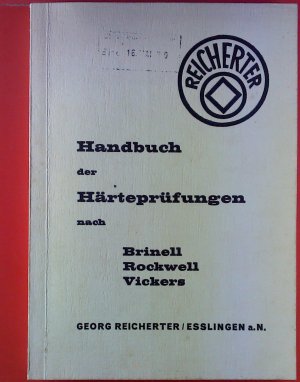 REICHERTER
Handbuch
der
Härteprüfungen
nach
Brinell
Rockwell
Vickers
GEORG REICHERTER/ESSLINGEN a.N.